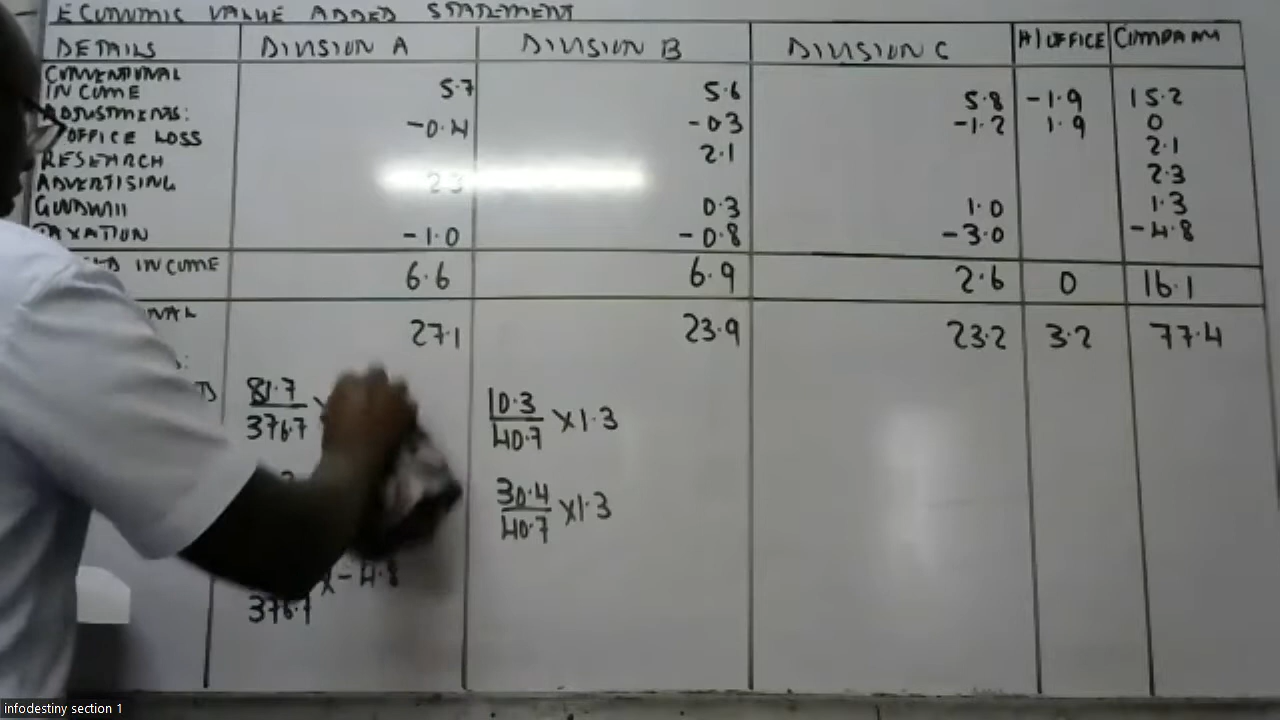 ECONOMIC VALUE ADDED STATEMENT
DETAILS DIVISION A DIVISION B DIVISION C H/OFFICE COMPANY
CONVENTIONAL
INCOME 5.7 5.6 5.8 -1.9 15.2
ADJUSTMENTS:
OFFICE LOSS -0.4 -0.3 -1.2 1.9 0
RESEARCH 2.1 2.1
ADVERTISING 2.3 2.3
GOODWILL 0.3 1.0 1.3
TAXATION -1.0 -0.8 -3.0 -4.8
INCOME 6.6 6.9 2.6 0 16.1
27.1 23.9 23.2 3.2 77.4
81.7 10.3
376.7 40.7 X1.3
30.4
40.7 X1.3
X-4.8
376.7
infodestiny section 1